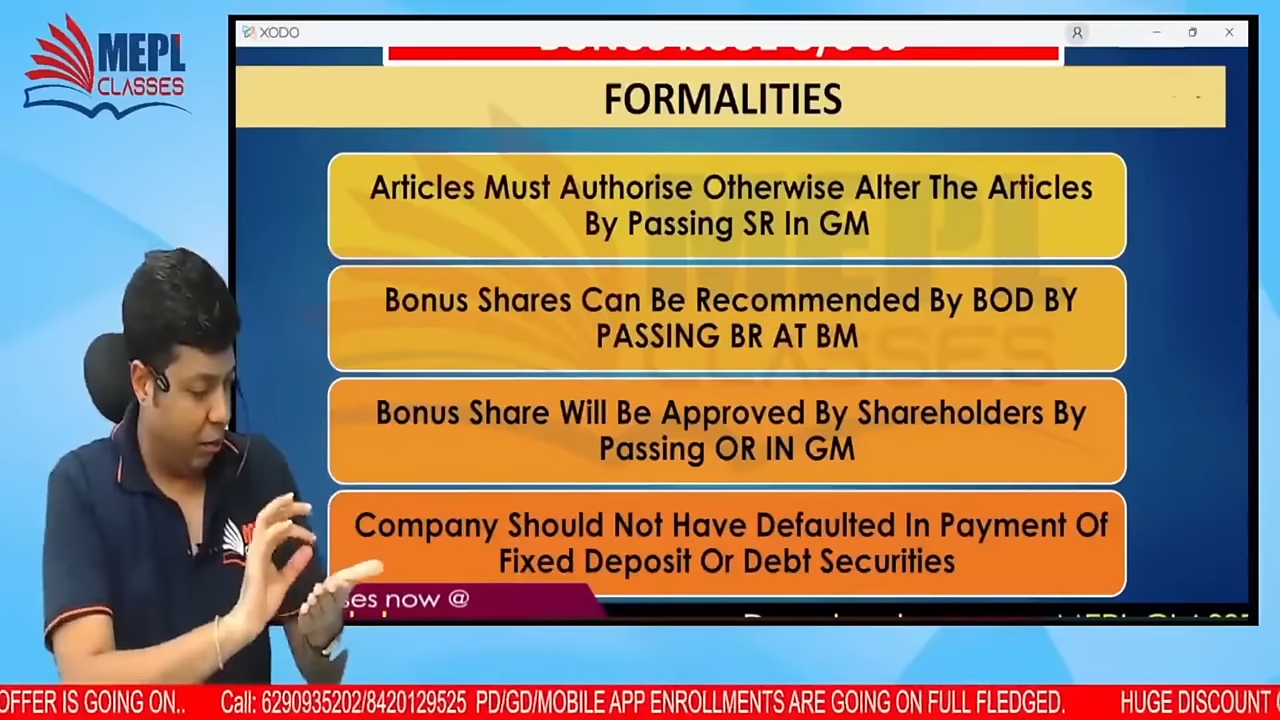 MEPL
CLASSES
XODO
FORMALITIES
Articles Must Authorise Otherwise Alter The Articles
By Passing SR In GM
Bonus Shares Can Be Recommended By BOD BY
PASSING BR AT BM
Bonus Share Will Be Approved By Shareholders By
Passing OR IN GM
Company Should Not Have Defaulted In Payment Of
Fixed Deposit Or Debt Securities
now @
OFFER IS GOING ON.. Call: 6290935202/8420129525 PD/GD/MOBILE APP ENROLLMENTS ARE GOING ON FULL FLEDGED. HUGE DISCOUNT